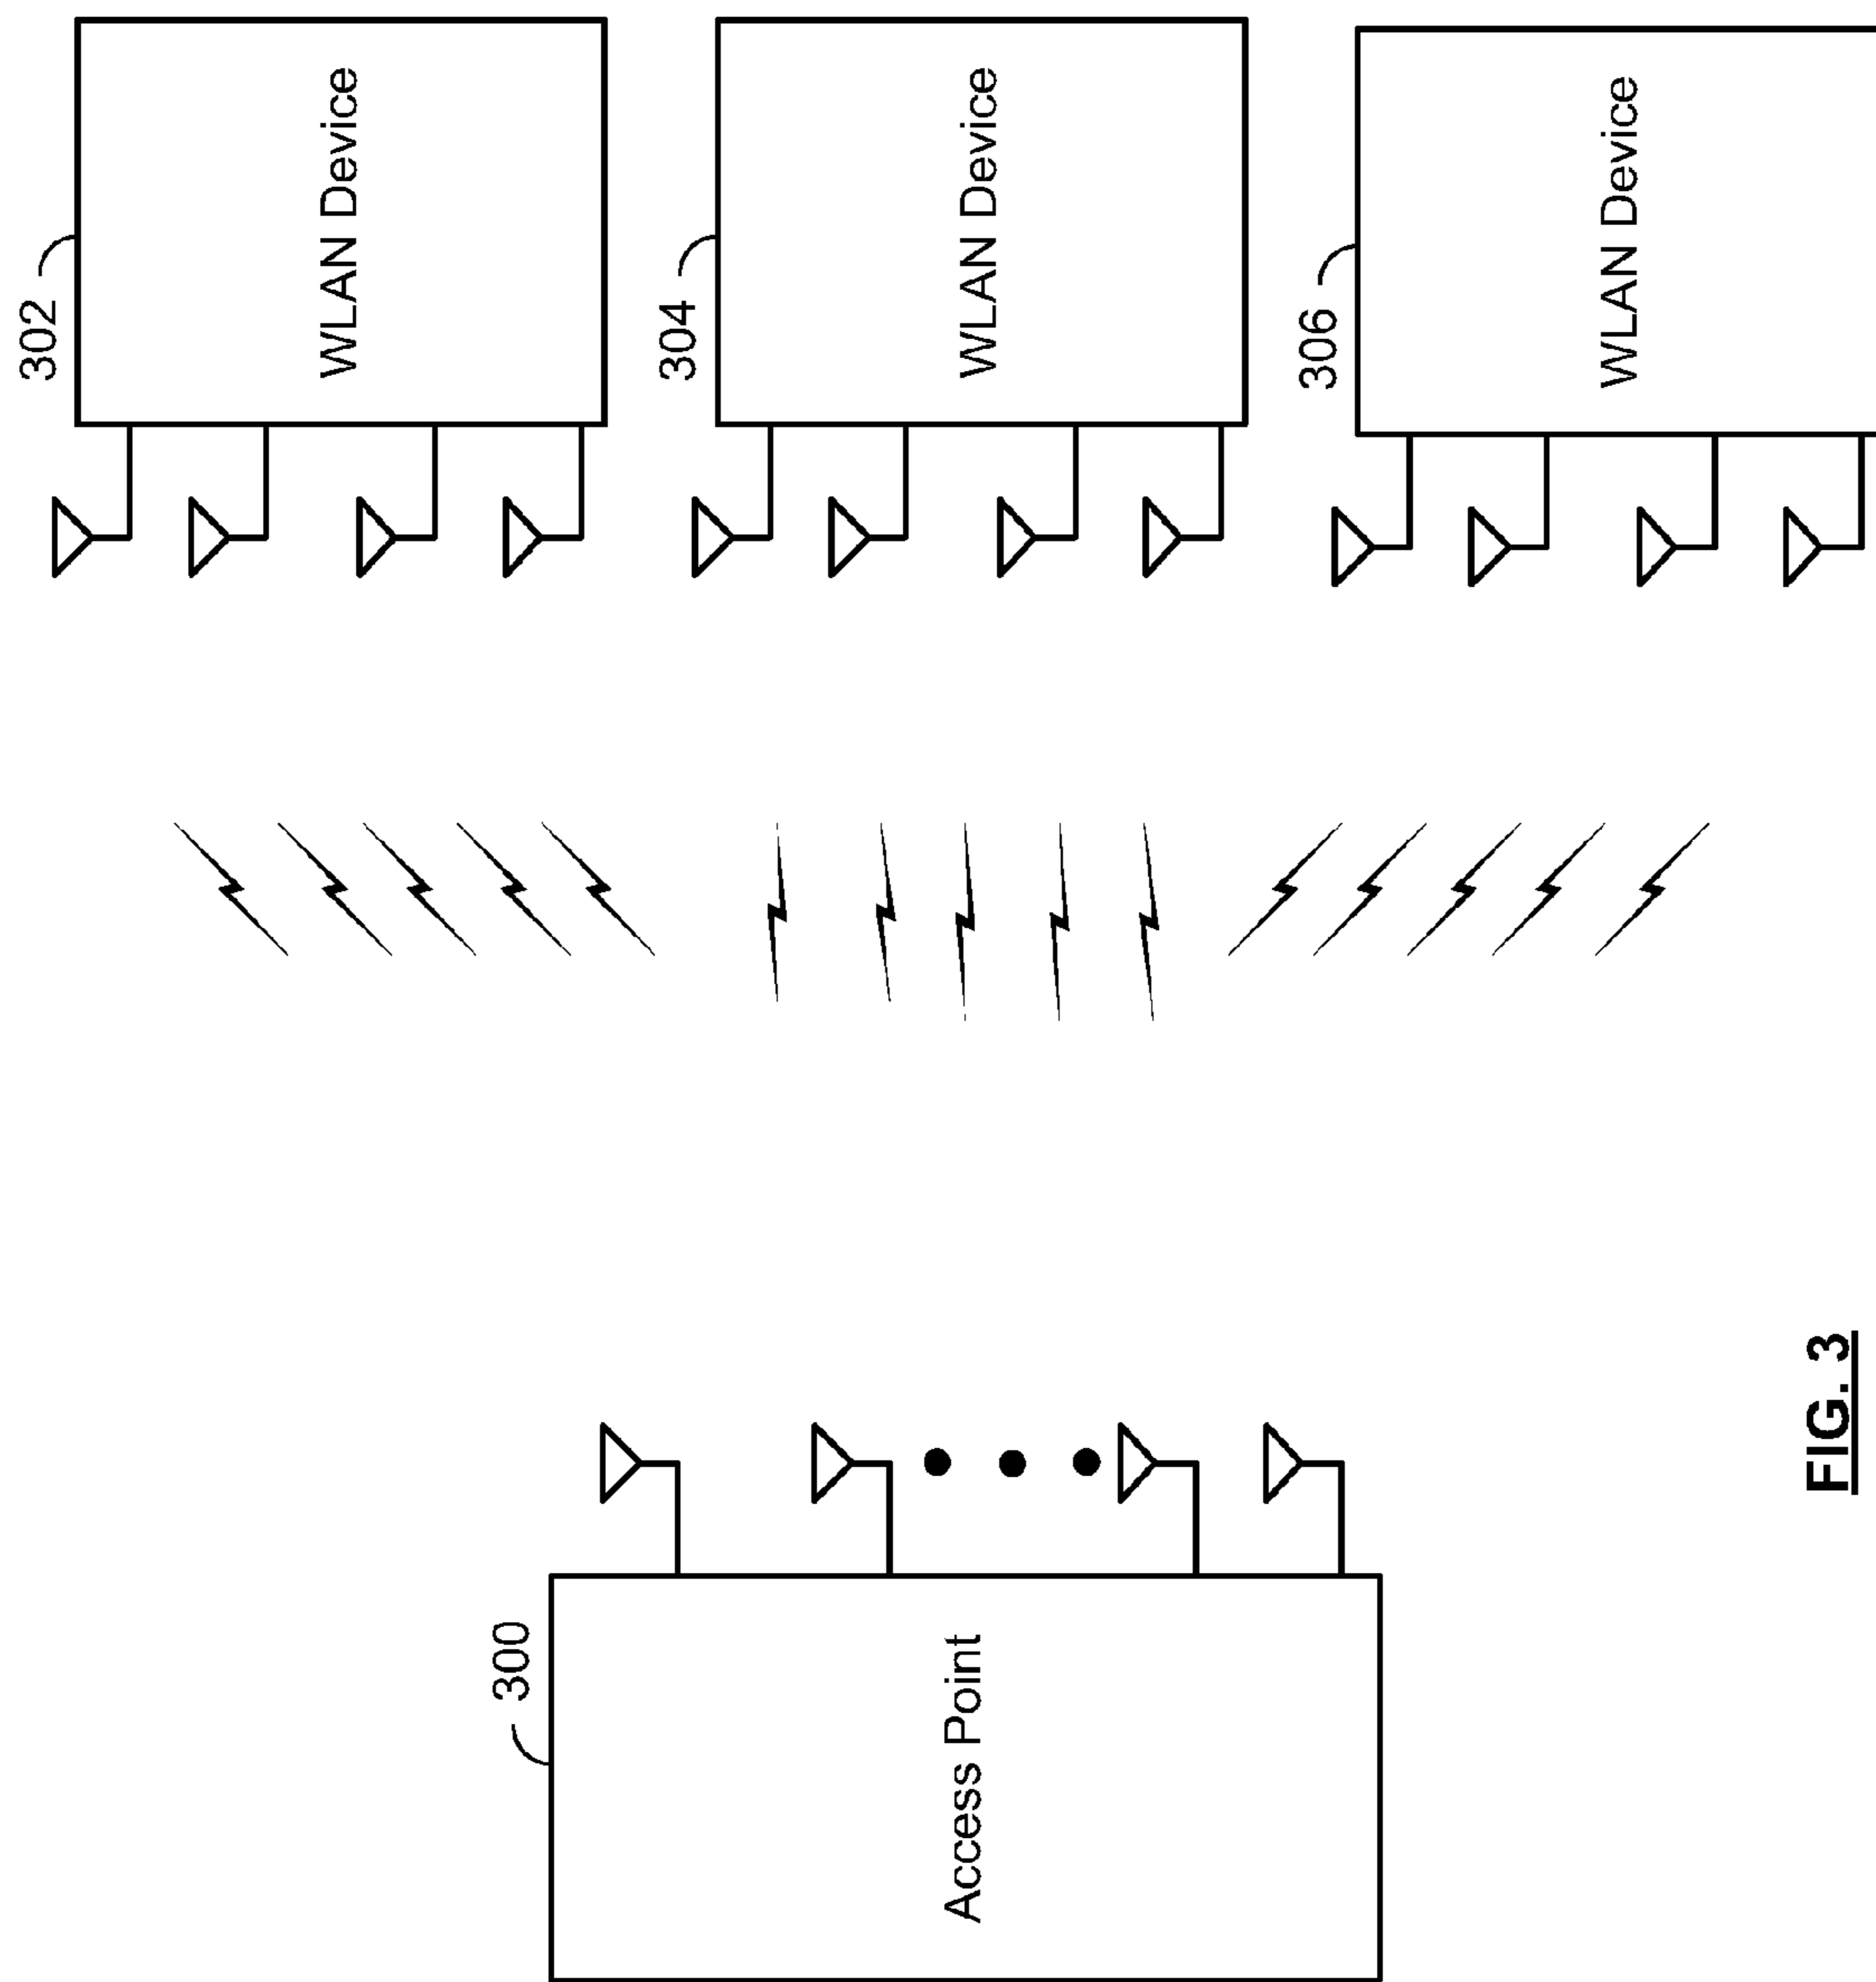 302
WLAN Device
304
WLAN Device
306
WLAN Device
300
Access Point
FIG. 3